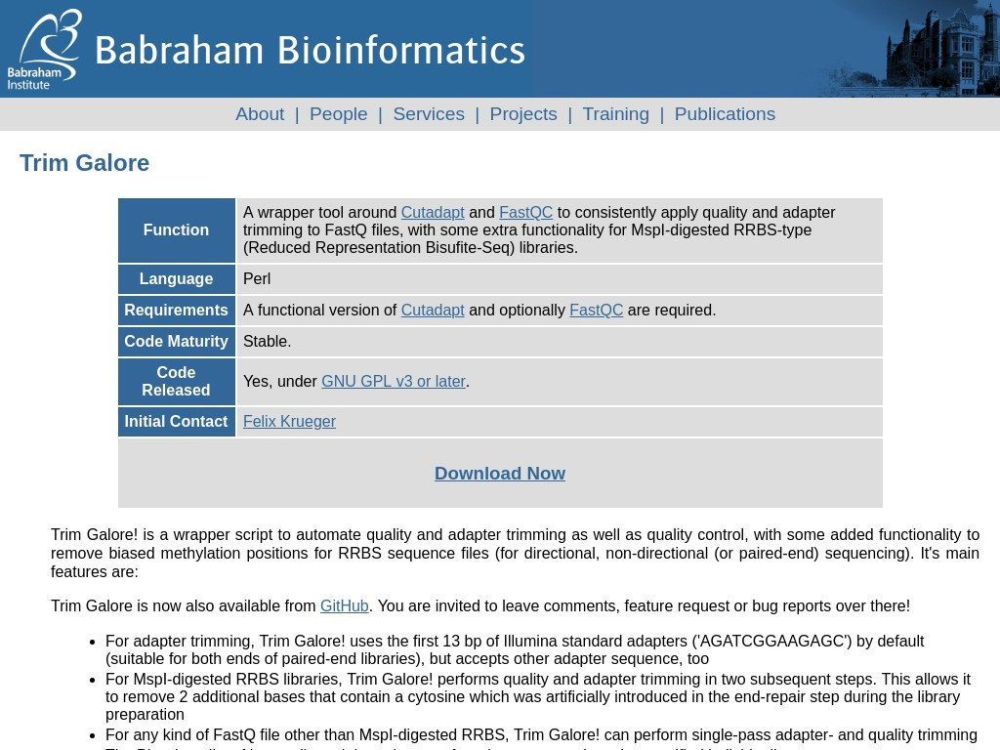 Babraham Institute
Babraham Bioinformatics
About | People | Services | Projects | Training | Publications
Trim Galore
Function
A wrapper tool around Cutadapt and FastQC to consistently apply quality and adapter
trimming to FastQ files, with some extra functionality for MspI-digested RRBS-type
(Reduced Representation Bisufite-Seq) libraries.
Language
Perl
Requirements
A functional version of Cutadapt and optionally FastQC are required.
Code Maturity
Stable.
Code
Released
Yes, under GNU GPL v3 or later.
Initial Contact
Felix Krueger
Download Now
Trim Galore! is a wrapper script to automate quality and adapter trimming as well as quality control, with some added functionality to
remove biased methylation positions for RRBS sequence files (for directional, non-directional (or paired-end) sequencing). It's main
features are:
Trim Galore is now also available from GitHub. You are invited to leave comments, feature request or bug reports over there!
• For adapter trimming, Trim Galore! uses the first 13 bp of Illumina standard adapters ('AGATCGGAAGAGC') by default
(suitable for both ends of paired-end libraries), but accepts other adapter sequence, too
• For MspI-digested RRBS libraries, Trim Galore! performs quality and adapter trimming in two subsequent steps. This allows it
to remove 2 additional bases that contain a cytosine which was artificially introduced in the end-repair step during the library
preparation
• For any kind of FastQ file other than MspI-digested RRBS, Trim Galore! can perform single-pass adapter- and quality trimming